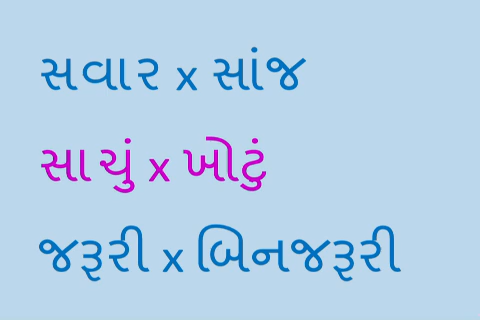 સવાર x સાંજ
સાચું x ખોટું
જરૂરી x બિનજરૂરી